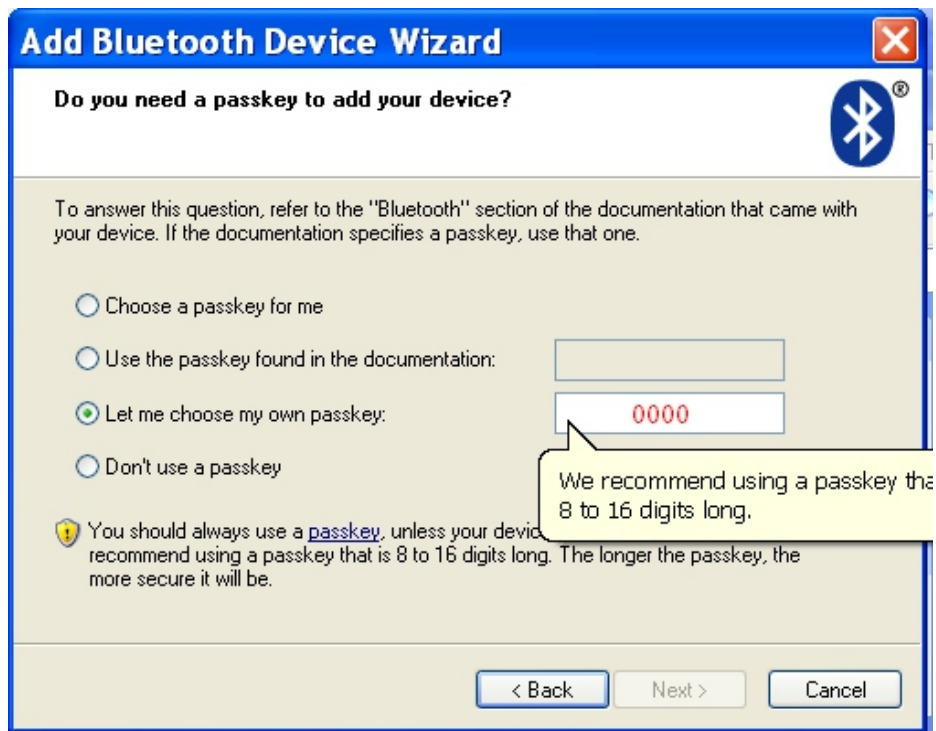 Add Bluetooth Device Wizard
Do you need a passkey to add your device?
®
To answer this question, refer to the "Bluetooth" section of the documentation that came with
your device. If the documentation specifies a passkey, use that one.
Choose a passkey for me
Use the passkey found in the documentation:
Let me choose my own passkey:
0000
Don't use a passkey
We recommend using a passkey tha
8 to 16 digits long.
You should always use a passkey, unless your devic
recommend using a passkey that is 8 to 16 digits long. The longer the passkey, the
more secure it will be.
< Back
Next >
Cancel